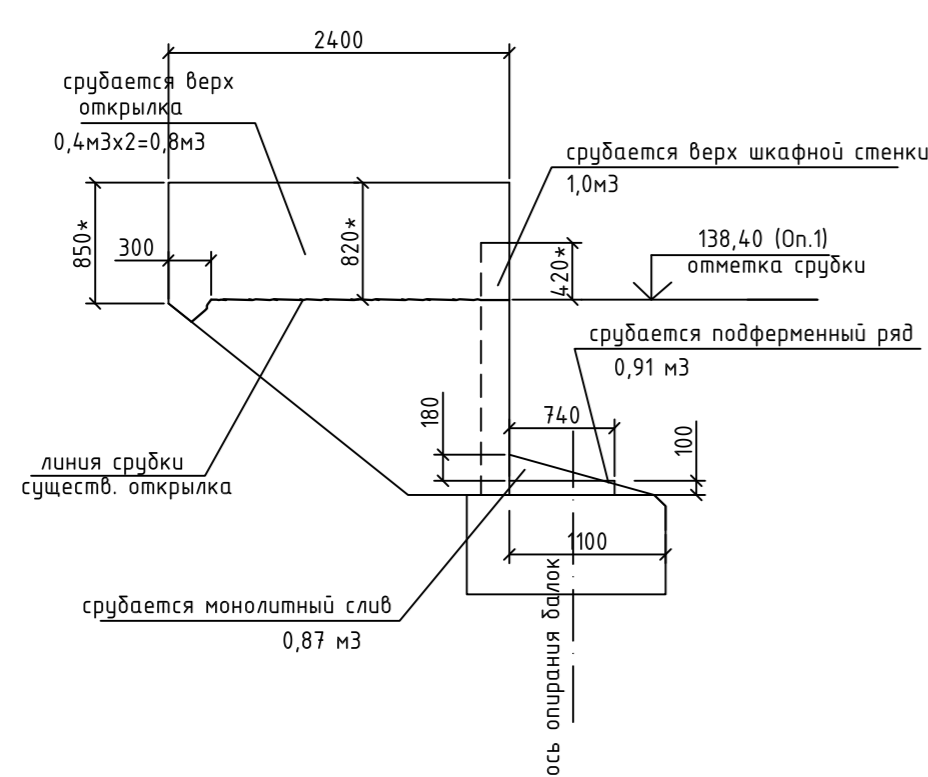 2400
срубается верх
открылка
0,4м3х2=0,8м3
срубается верх шкафной стенки
1,0м3
850*
300
820*
420*
138,40 (Оп.1)
отметка срубки
срубается подферменный ряд
0,91 м3
180
740
100
линия срубки
существ. открылка
1100
срубается монолитный слив
0,87 м3
ось опирания балок